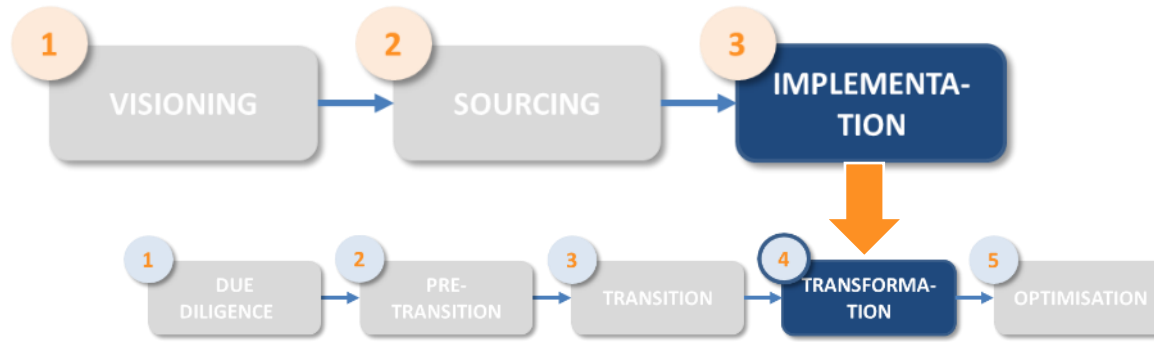 1
VISIONING
2
SOURCING
3
IMPLEMENTA-
TION
1
DUE
DILIGENCE
2
PRE-
TRANSITION
3
TRANSITION
4
TRANSFORMA-
TION
5
OPTIMISATION